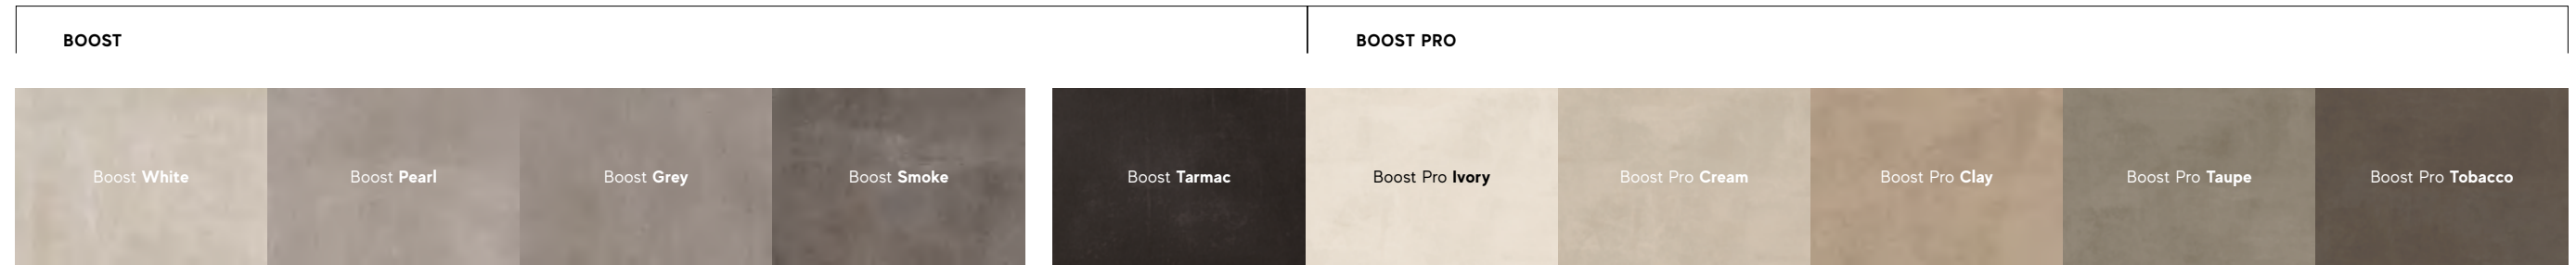 BOOST
BOOST PRO
Boost White
Boost Pearl
Boost Grey
Boost Smoke
Boost Tarmac
Boost Pro Ivory
Boost Pro Cream
Boost Pro Clay
Boost Pro Taupe
Boost Pro Tobacco